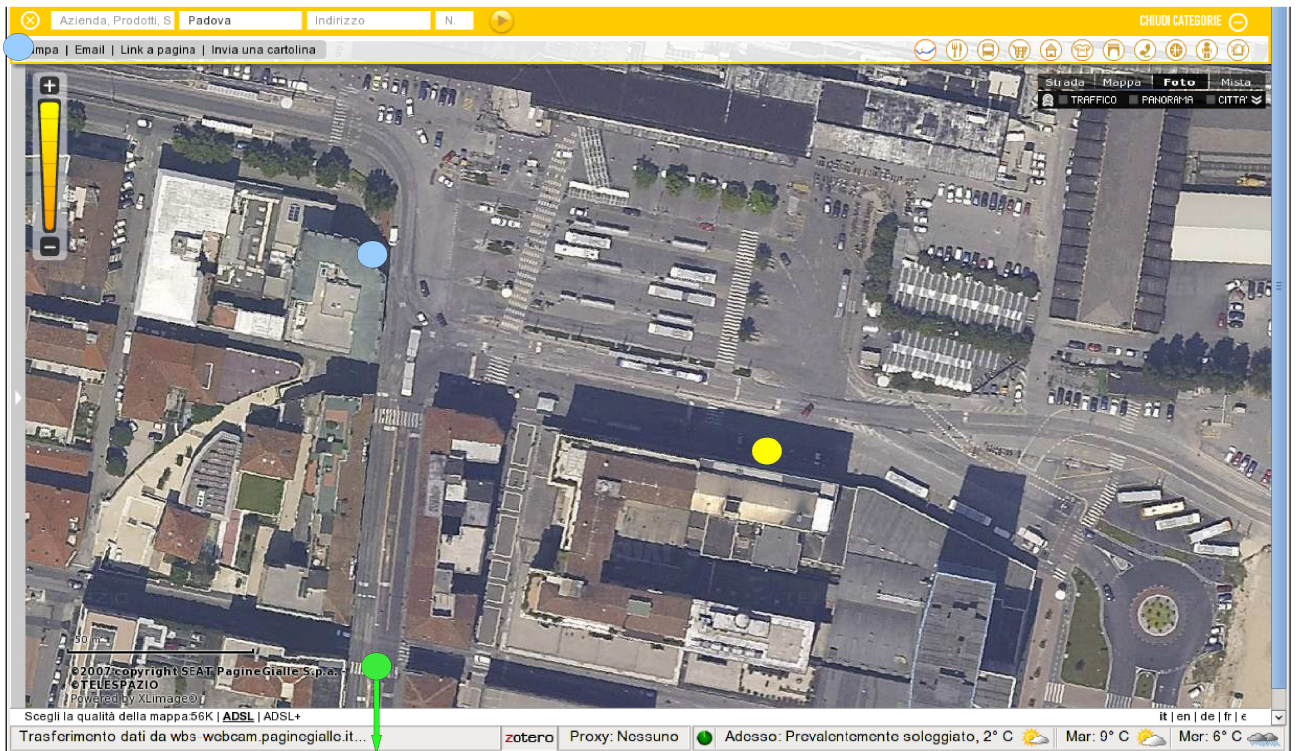 Azienda, Prodotti, S Padova Indirizzo N. CHIUDI CATEGORIE
ampa | Email | Link a pagina | Invia una cartolina
Strada Mappa Foto Mista
TRAFFICO PANORAMA CITTA'
50 m
©2007 copyright SEAT PagineGialle S.p.a. -
©TELESPAZIO
Powered by XLimage©
Scegli la qualità della mappa:56K | ADSL | ADSL+ it | en | de | fr | e
Trasferimento dati da wbs-webcam.paginegialle.it... zotero Proxy: Nessuno Adesso: Prevalentemente soleggiato, 2° C Mar: 9° C Mer: 6° C